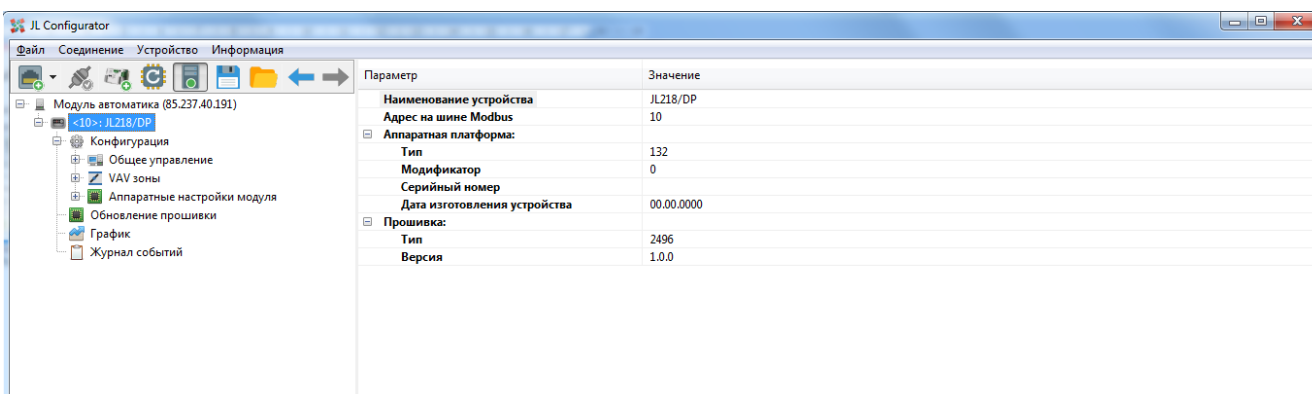 JL Configurator
Файл Соединение Устройство Информация
Параметр Значение
Модуль автоматика (85.237.40.191)
<10>: JL218/DP
Конфигурация
Общее управление
VAV зоны
Аппаратные настройки модуля
Обновление прошивки
График
Журнал событий
Наименование устройства JL218/DP
Адрес на шине Modbus 10
Аппаратная платформа:
Тип 132
Модификатор 0
Серийный номер
Дата изготовления устройства 00.00.0000
Прошивка:
Тип 2496
Версия 1.0.0